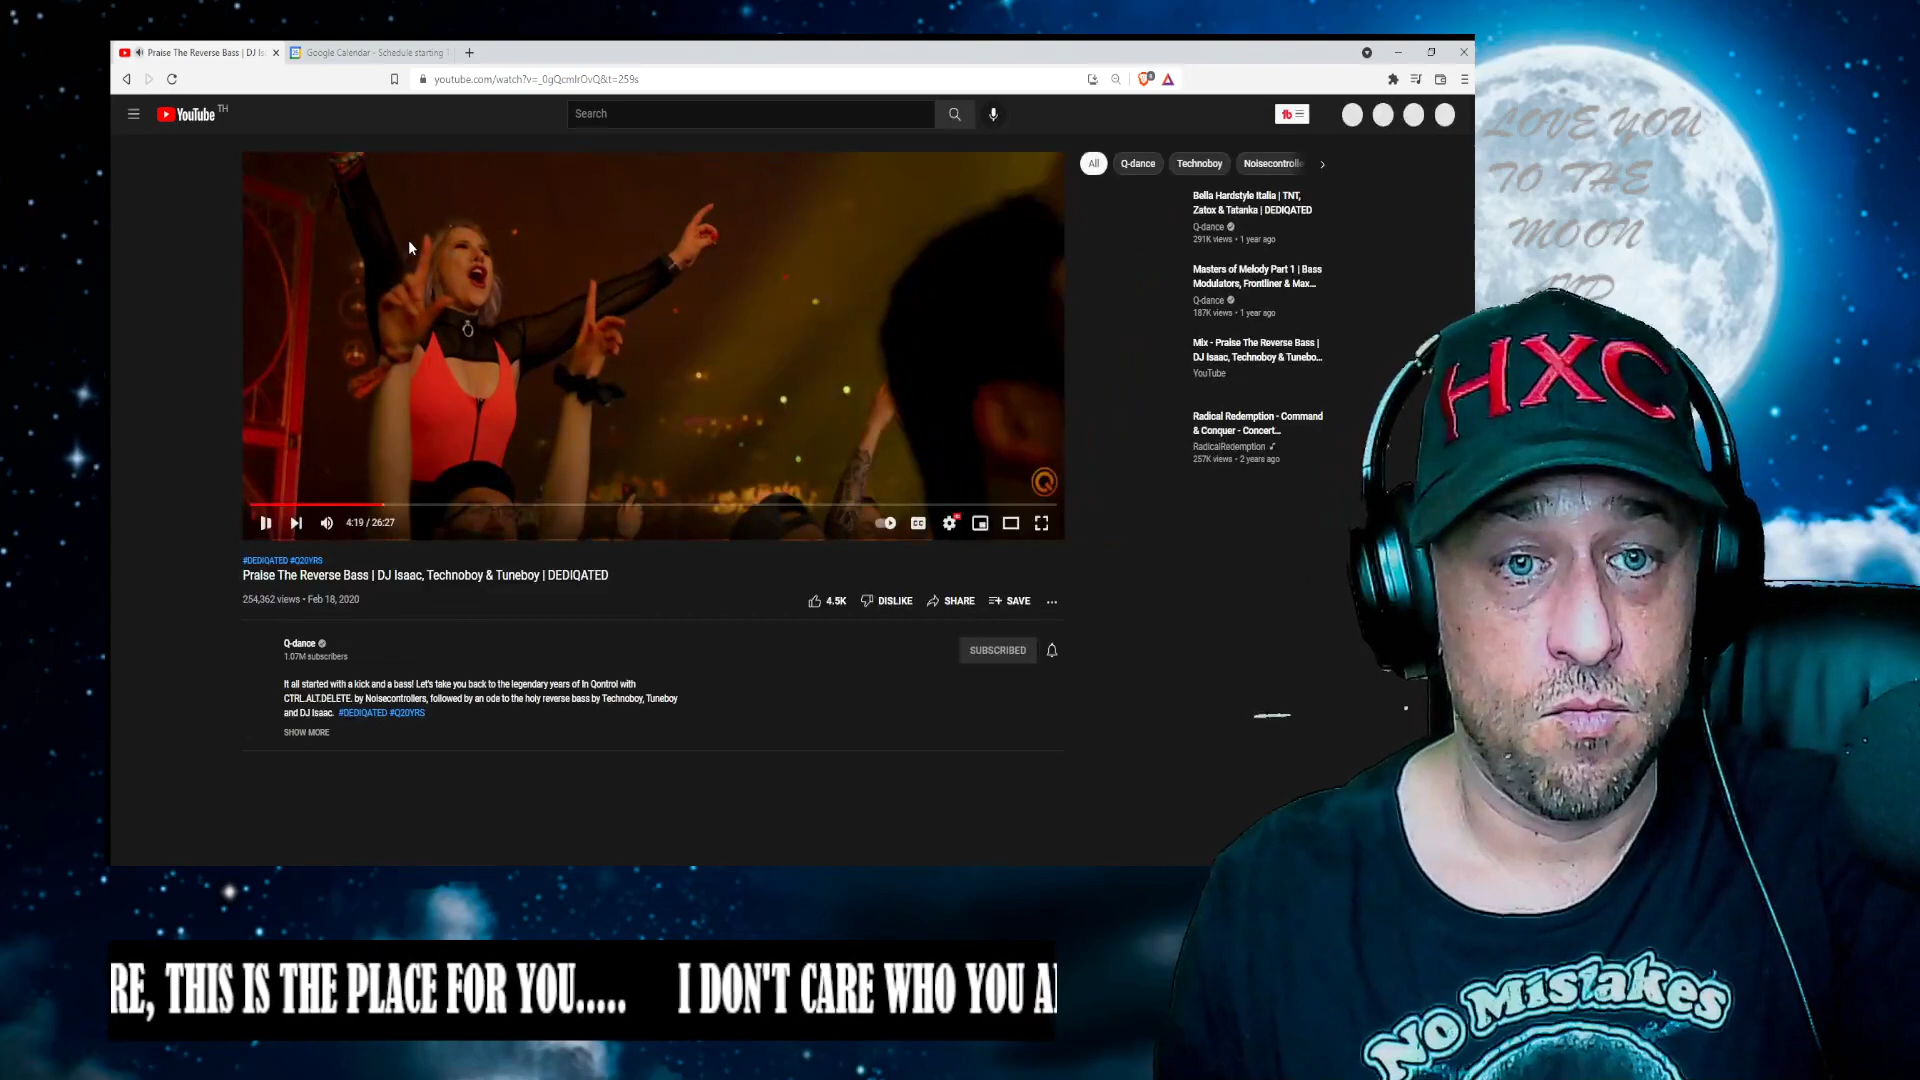 Praise The Reverse Bass | DJ Is
Google Calendar - Schedule starting
youtube.com/watch?v=_0gQcmIrOvQ&t=259s
YouTube TH
Search
All
Q-dance
Technoboy
Noisecontrolle
Bella Hardstyle Italia | TNT,
Zatox & Tatanka | DEDIQATED
Q-dance
291K views • 1 year ago
Masters of Melody Part 1 | Bass
Modulators, Frontliner & Max...
Q-dance
187K views • 1 year ago
Mix - Praise The Reverse Bass |
DJ Isaac, Technoboy & Tunebo...
YouTube
Radical Redemption - Command
& Conquer - Concert...
RadicalRedemption
257K views • 2 years ago
4:19 / 26:27
#DEDIQATED #Q20YRS
Praise The Reverse Bass | DJ Isaac, Technoboy & Tuneboy | DEDIQATED
254,362 views • Feb 18, 2020
4.5K DISLIKE SHARE SAVE ...
Q-dance
1.07M subscribers
SUBSCRIBED
It all started with a kick and a bass! Let's take you back to the legendary years of In Qontrol with
CTRL.ALT.DELETE. by Noisecontrollers, followed by an ode to the holy reverse bass by Technoboy, Tuneboy
and DJ Isaac. #DEDIQATED #Q20YRS
SHOW MORE
LOVE YOU
TO THE
MOON
AND
HXC
NO MISTAKES
RE, THIS IS THE PLACE FOR YOU..... I DON'T CARE WHO YOU A